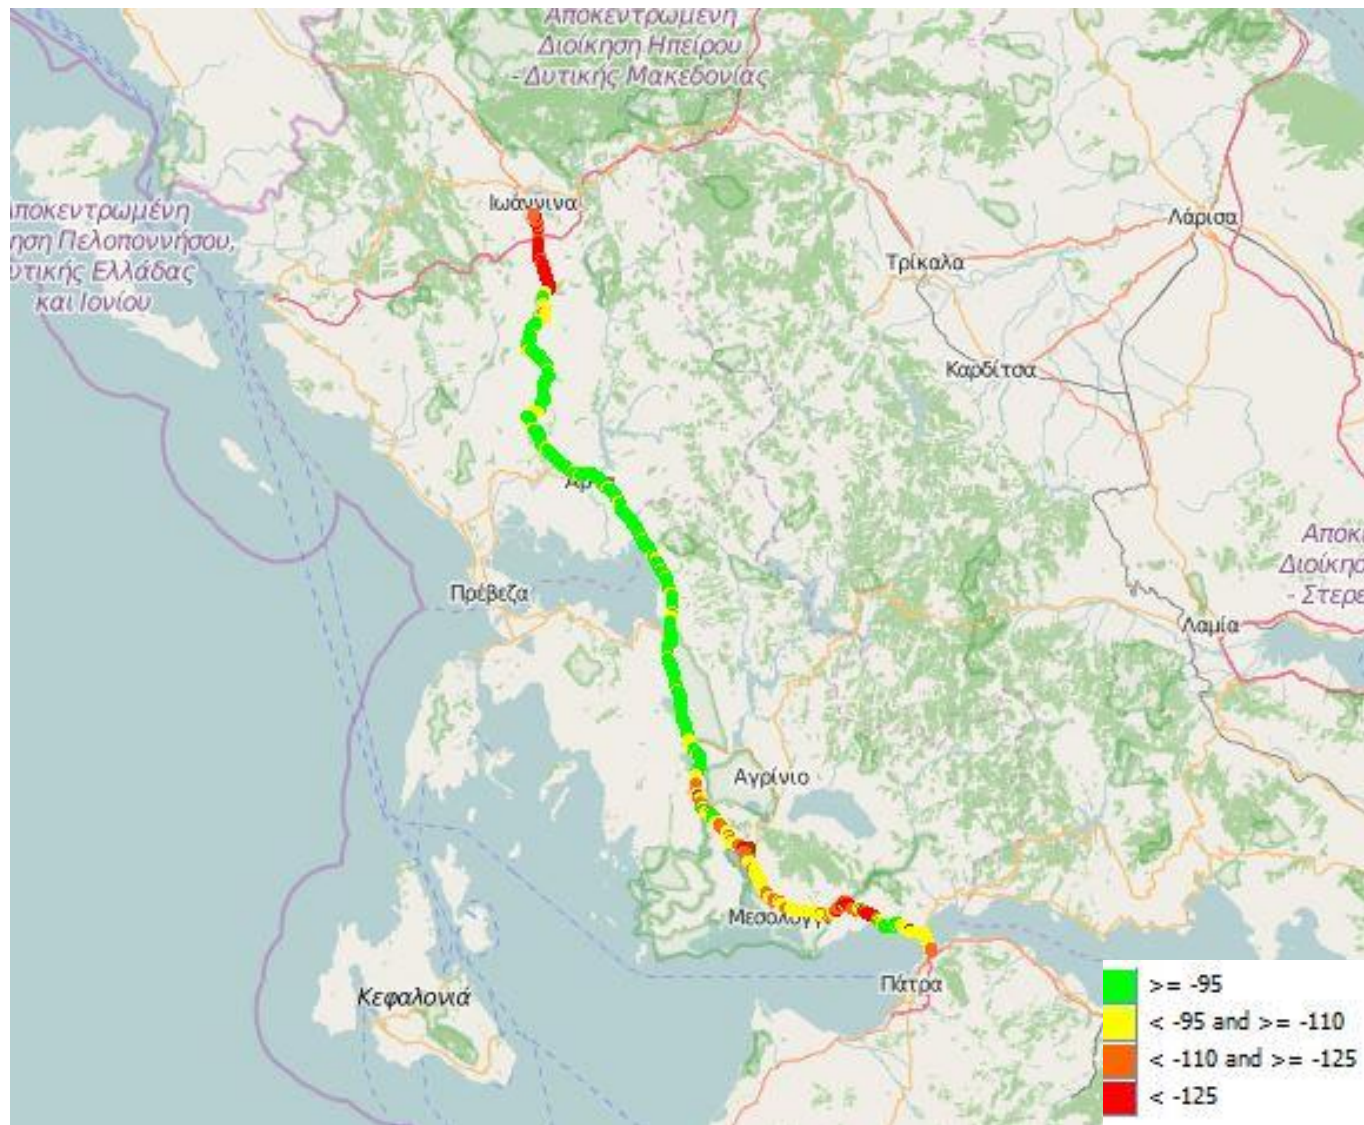 Αποκεντρωμένη
Διοίκηση Ηπείρου
- Δυτικής Μακεδονίας
Ιωάννινα
Λάρισα
Τρίκαλα
Καρδίτσα
ποκεντρωμένη
ηση Πελοποννήσου,
υτικής Ελλάδας
και Ιονίου
Αποκ
Διοίκησ
- Στερε
Πρέβεζα
Λαμία
Αγρίνιο
Μεσολογγ
Πάτρα
Κεφαλονιά
>= -95
< -95 and >= -110
< -110 and >= -125
< -125